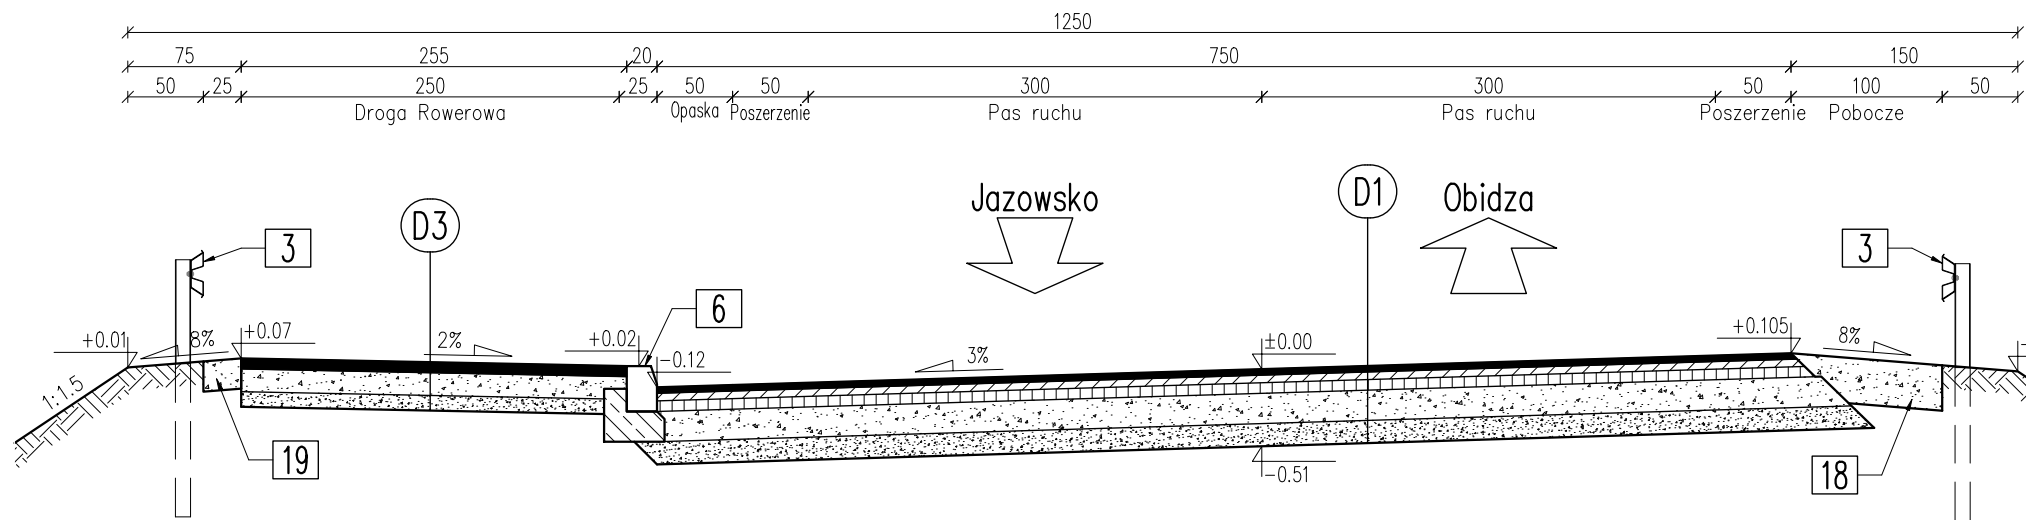 1250
75 255 20 750 150
50 25 250 25 50 50 300 300 50 100 50
Droga Rowerowa Opaska Poszerzenie Pas ruchu Pas ruchu Poszerzenie Pobocze
Jazowsko D1 Obidza
D3
3 3
6
+0.01 8% +0.07 2% +0.02 -0.12 3% ±0.00 +0.105 8%
1:1.5
19 -0.51 18